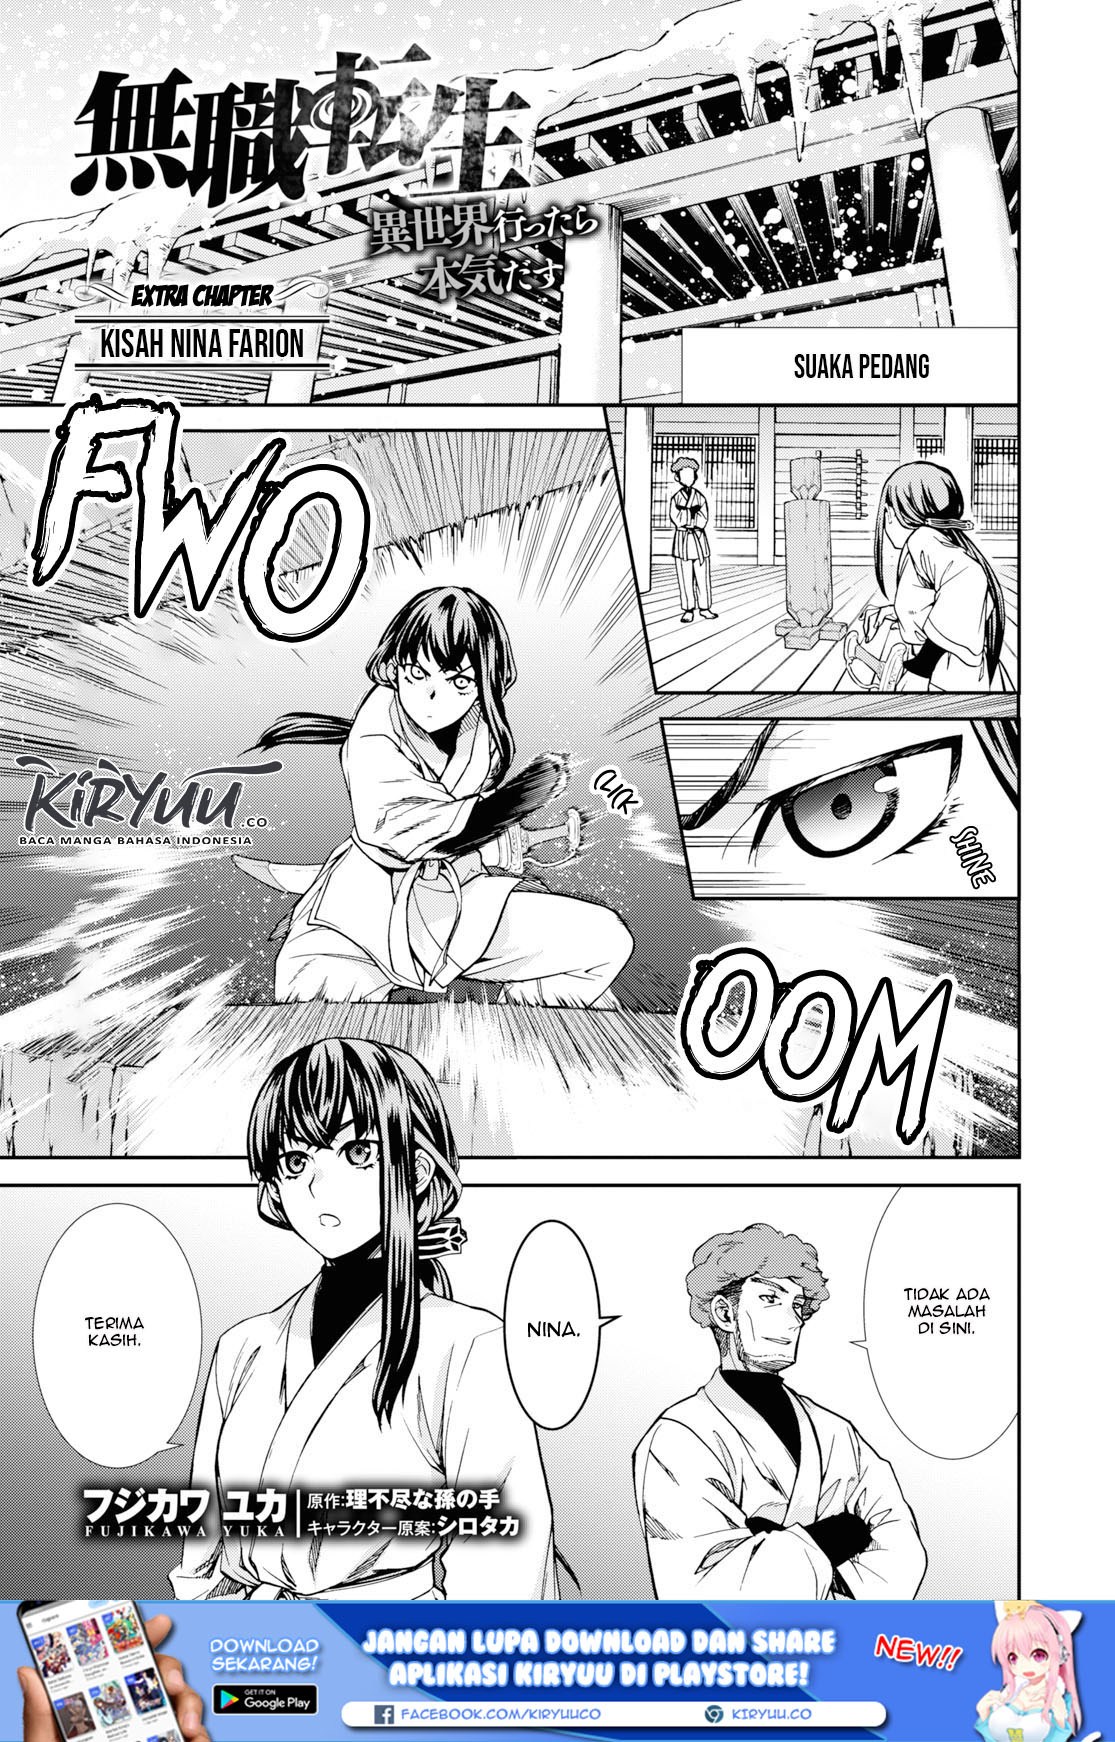 無職転生
異世界行ったら
本気だす
EXTRA CHAPTER
KISAH NINA FARION
SUAKA PEDANG
FWO
CLICK
SHINE
KIRYUU.CO
BACA MANGA BAHASA INDONESIA
OOM
TIDAK ADA
MASALAH
DI SINI.
NINA.
TERIMA
KASIH.
フジカワ ユカ
FUJIKAWA YUKA
原作:理不尽な孫の手
キャラクター原案:シロタカ
DOWNLOAD
SEKARANG!
GET IT ON
Google Play
JANGAN LUPA DOWNLOAD DAN SHARE
APLIKASI KIRYUU DI PLAYSTORE!
FACEBOOK.COM/KIRYUUCO
KIRYUU.CO
NEW!!